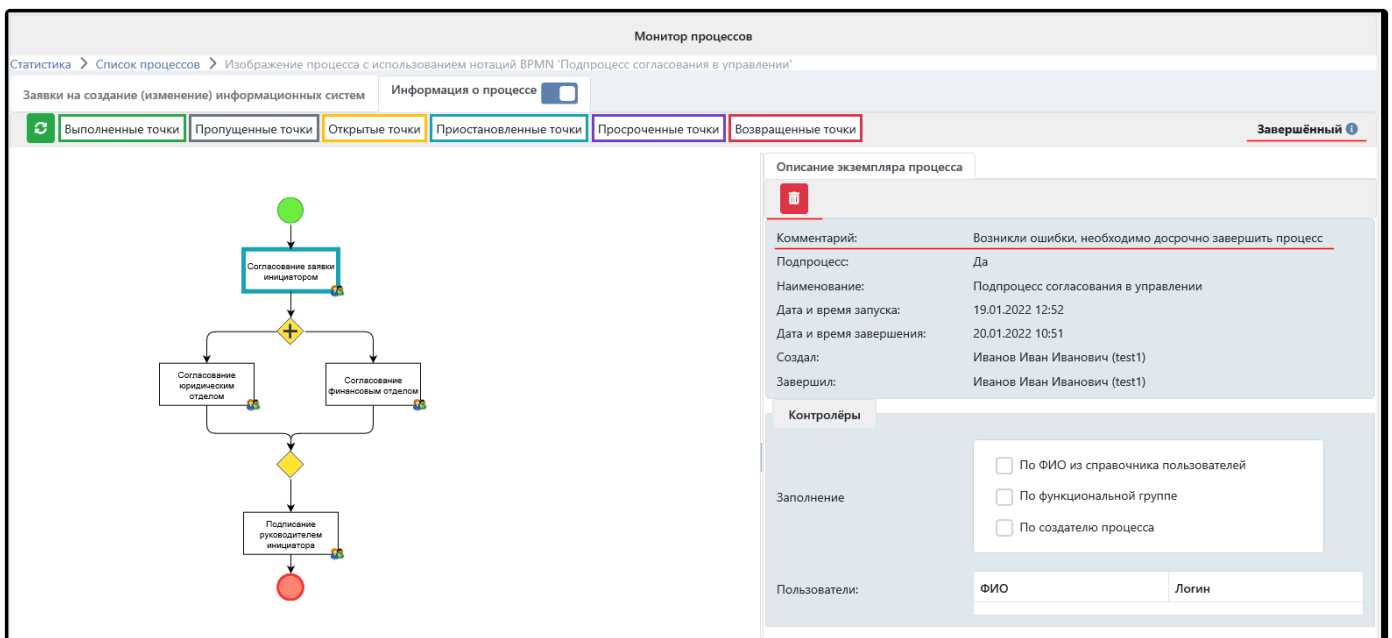 Монитор процессов
Статистика > Список процессов > Изображение процесса с использованием нотаций BPMN 'Подпроцесс согласования в управлении'
Заявки на создание (изменение) информационных систем
Информация о процессе
Выполненные точки
Пропущенные точки
Открытые точки
Приостановленные точки
Просроченные точки
Возвращенные точки
Завершённый
Согласование заявки
инициатором
Согласование
юридическим
отделом
Согласование
финансовым отделом
Подписание
руководителем
инициатора
Описание экземпляра процесса
Комментарий: Возникли ошибки, необходимо досрочно завершить процесс
Подпроцесс: Да
Наименование: Подпроцесс согласования в управлении
Дата и время запуска: 19.01.2022 12:52
Дата и время завершения: 20.01.2022 10:51
Создал: Иванов Иван Иванович (test1)
Завершил: Иванов Иван Иванович (test1)
Контролёры
Заполнение
По ФИО из справочника пользователей
По функциональной группе
По создателю процесса
Пользователи:
ФИО Логин